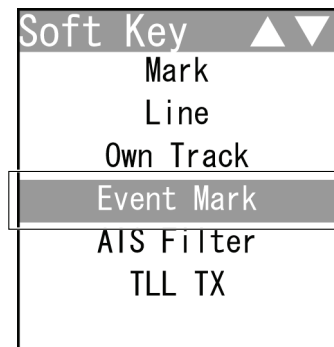 Soft Key ▲▼
Mark
Line
Own Track
Event Mark
AIS Filter
TLL TX